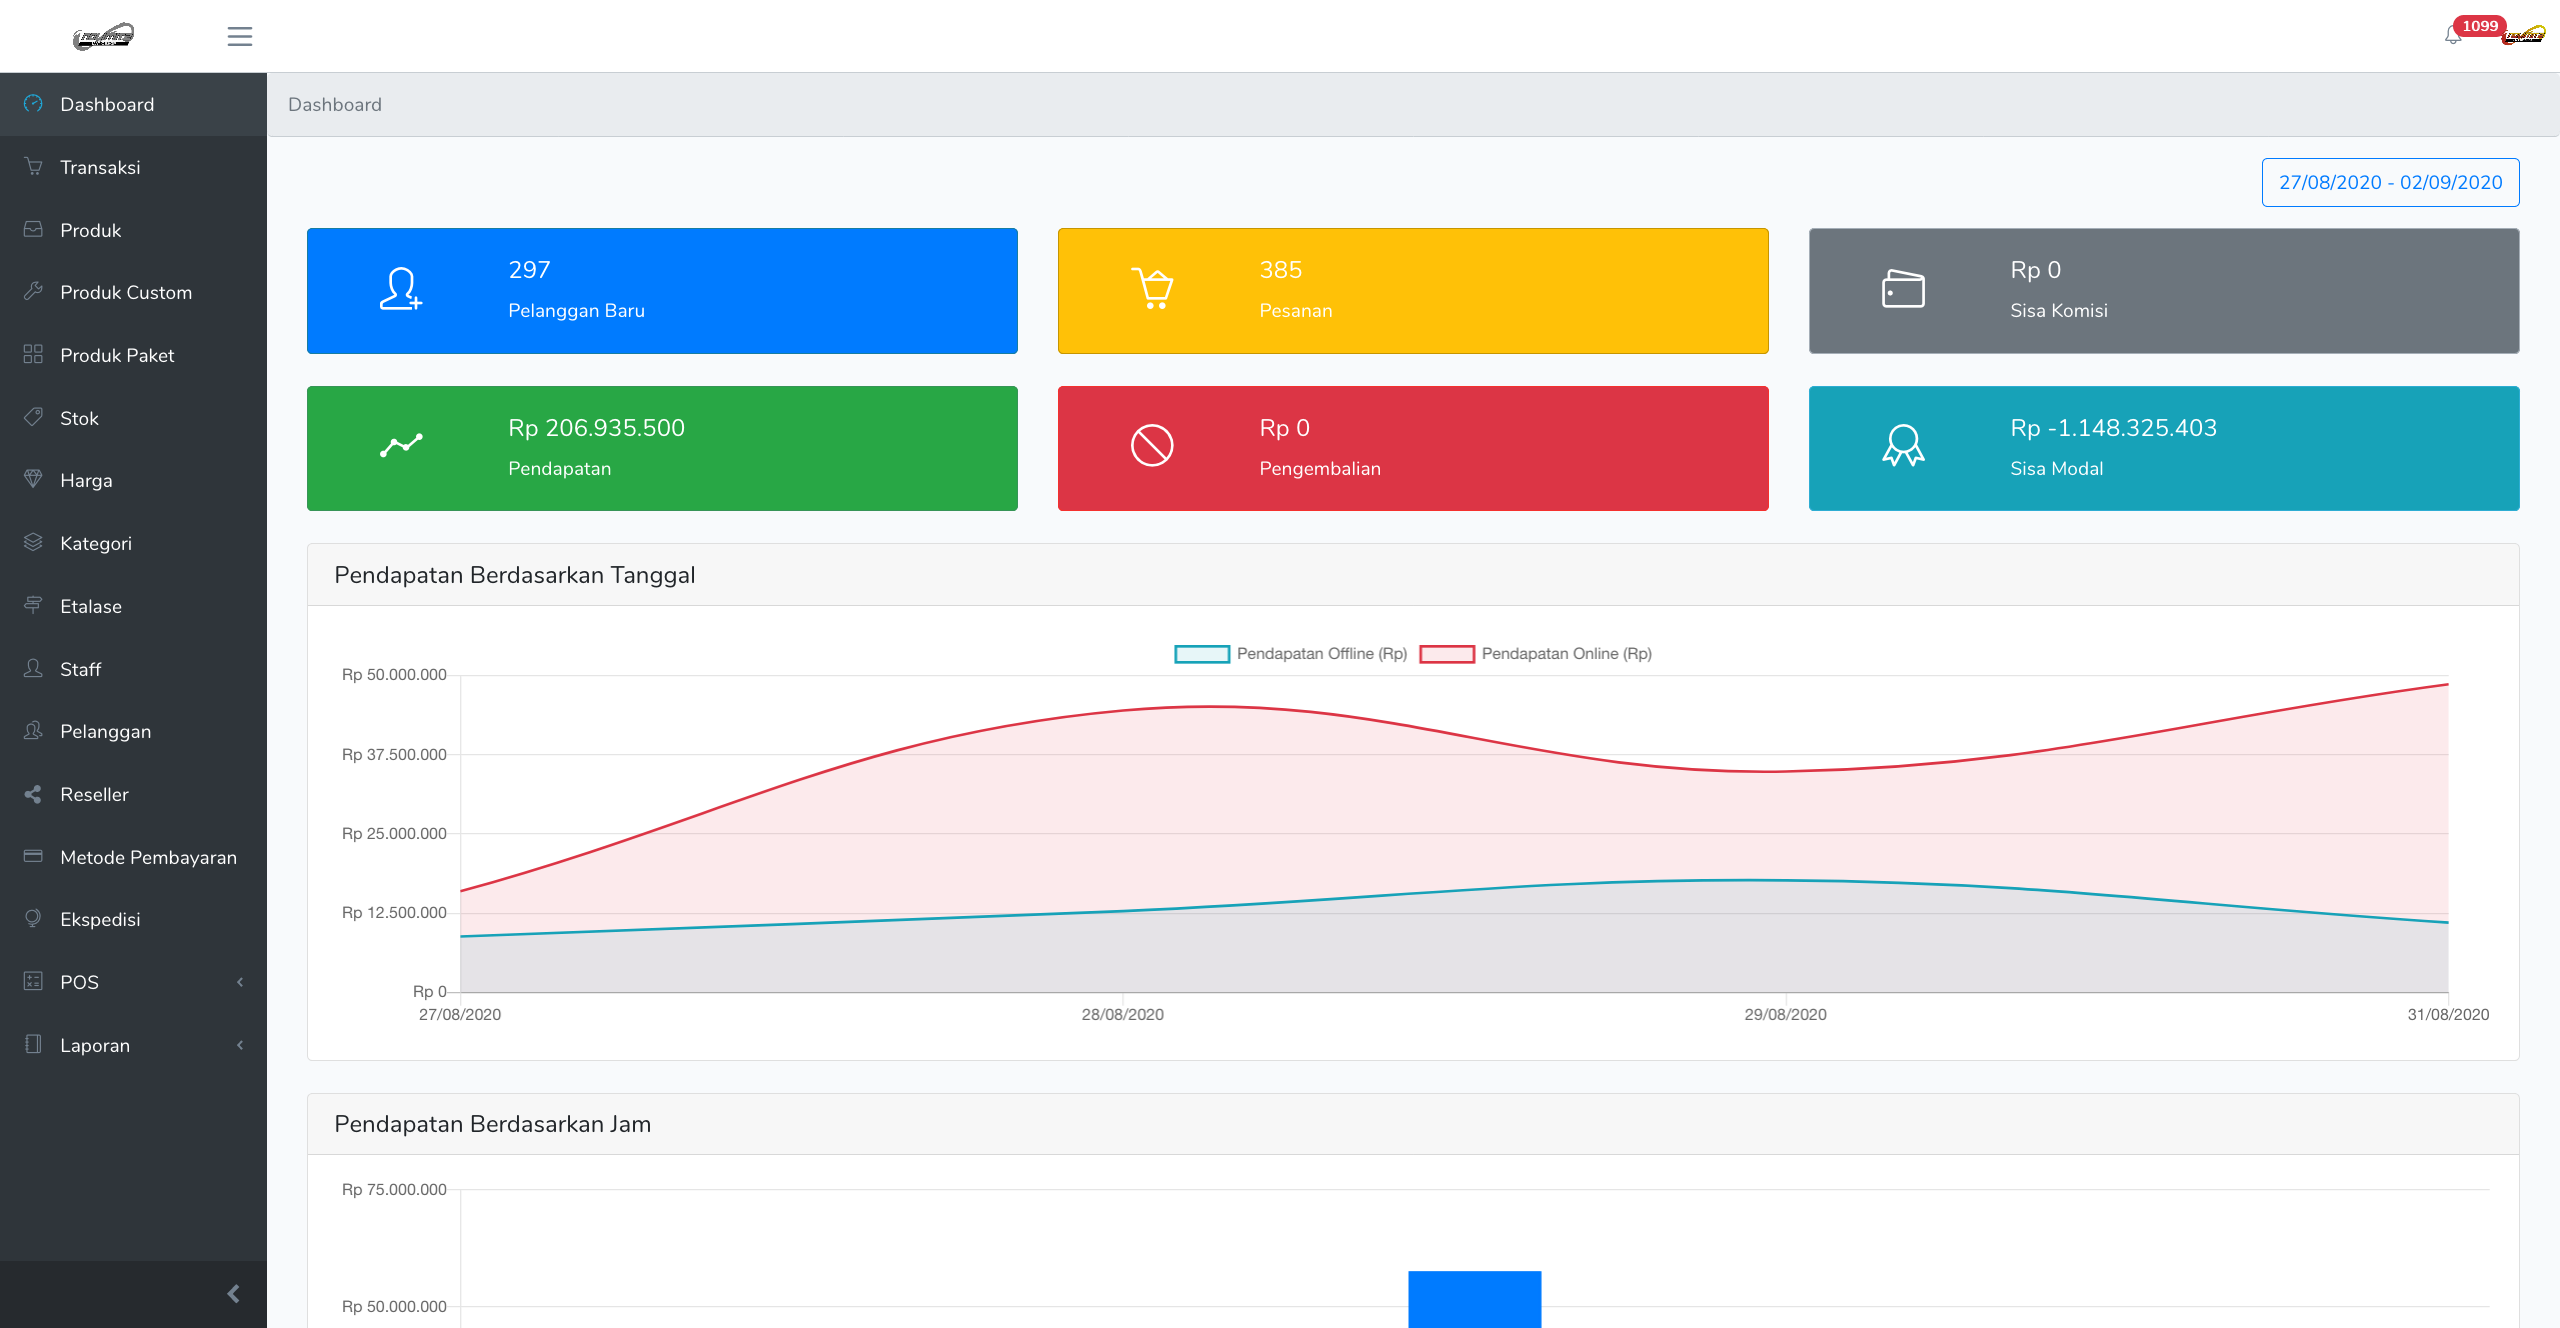 1099
Dashboard
Transaksi
Produk
Produk Custom
Produk Paket
Stok
Harga
Kategori
Etalase
Staff
Pelanggan
Reseller
Metode Pembayaran
Ekspedisi
POS
Laporan
Dashboard
27/08/2020 - 02/09/2020
297
Pelanggan Baru
385
Pesanan
Rp 0
Sisa Komisi
Rp 206.935.500
Pendapatan
Rp 0
Pengembalian
Rp -1.148.325.403
Sisa Modal
Pendapatan Berdasarkan Tanggal
Pendapatan Offline (Rp) Pendapatan Online (Rp)
Rp 50.000.000
Rp 37.500.000
Rp 25.000.000
Rp 12.500.000
Rp 0
27/08/2020 28/08/2020 29/08/2020 31/08/2020
Pendapatan Berdasarkan Jam
Rp 75.000.000
Rp 50.000.000